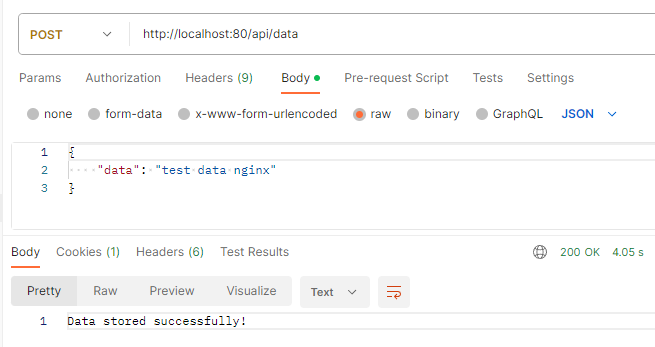 POST http://localhost:80/api/data
Params Authorization Headers (9) Body Pre-request Script Tests Settings
none form-data x-www-form-urlencoded raw binary GraphQL JSON
1 {
2 "data": "test data nginx"
3 }
Body Cookies (1) Headers (6) Test Results 200 OK 4.05 s
Pretty Raw Preview Visualize Text
1 Data stored successfully!